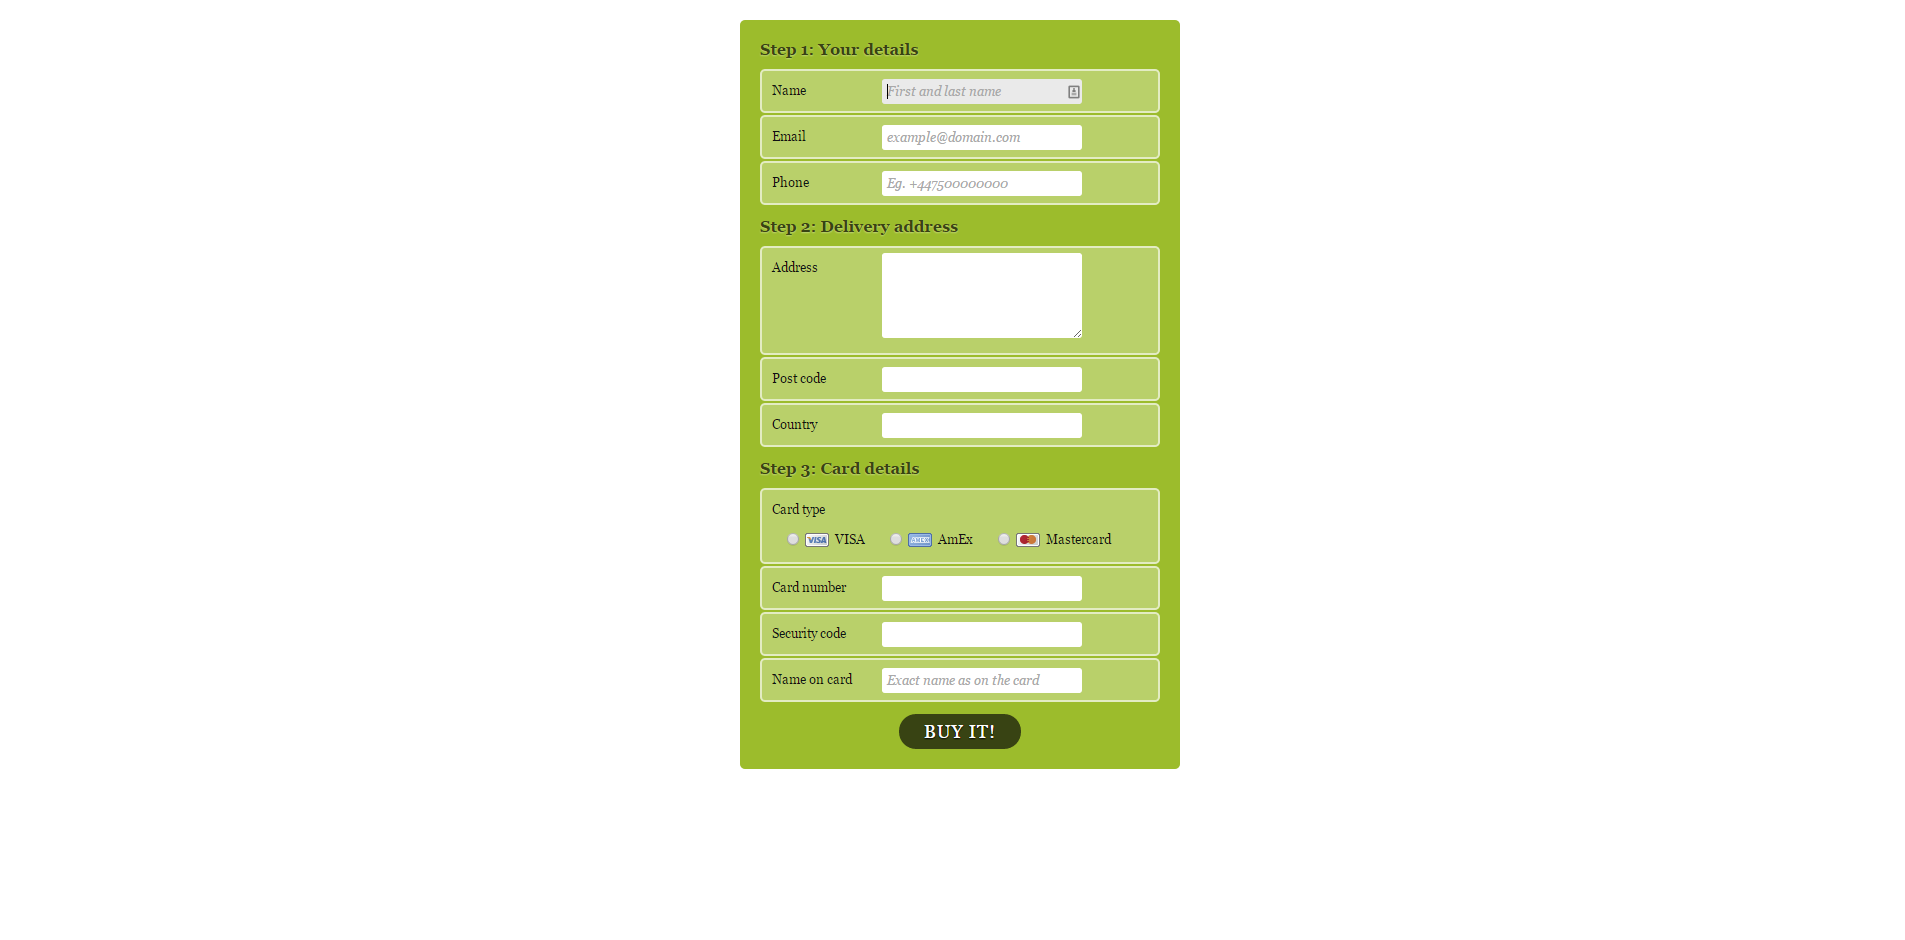 Step 1: Your details
Name First and last name
Email example@domain.com
Phone Eg. +447500000000
Step 2: Delivery address
Address
Post code
Country
Step 3: Card details
Card type
VISA VISA AMEX AmEx Mastercard
Card number
Security code
Name on card Exact name as on the card
BUY IT!